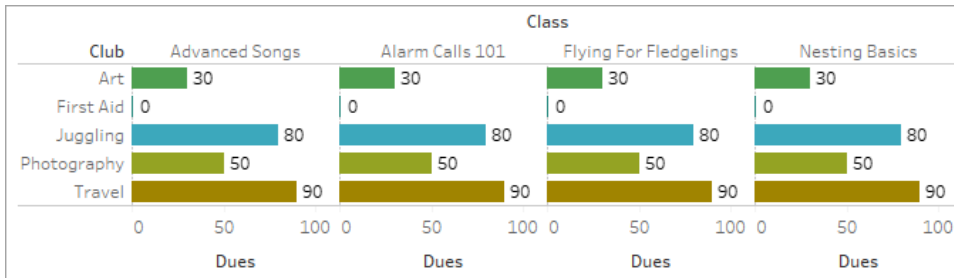 Class
Club Advanced Songs Alarm Calls 101 Flying For Fledgelings Nesting Basics
Art 30 30 30 30
First Aid 0 0 0 0
Juggling 80 80 80 80
Photography 50 50 50 50
Travel 90 90 90 90
0 50 100 0 50 100 0 50 100 0 50 100
Dues Dues Dues Dues